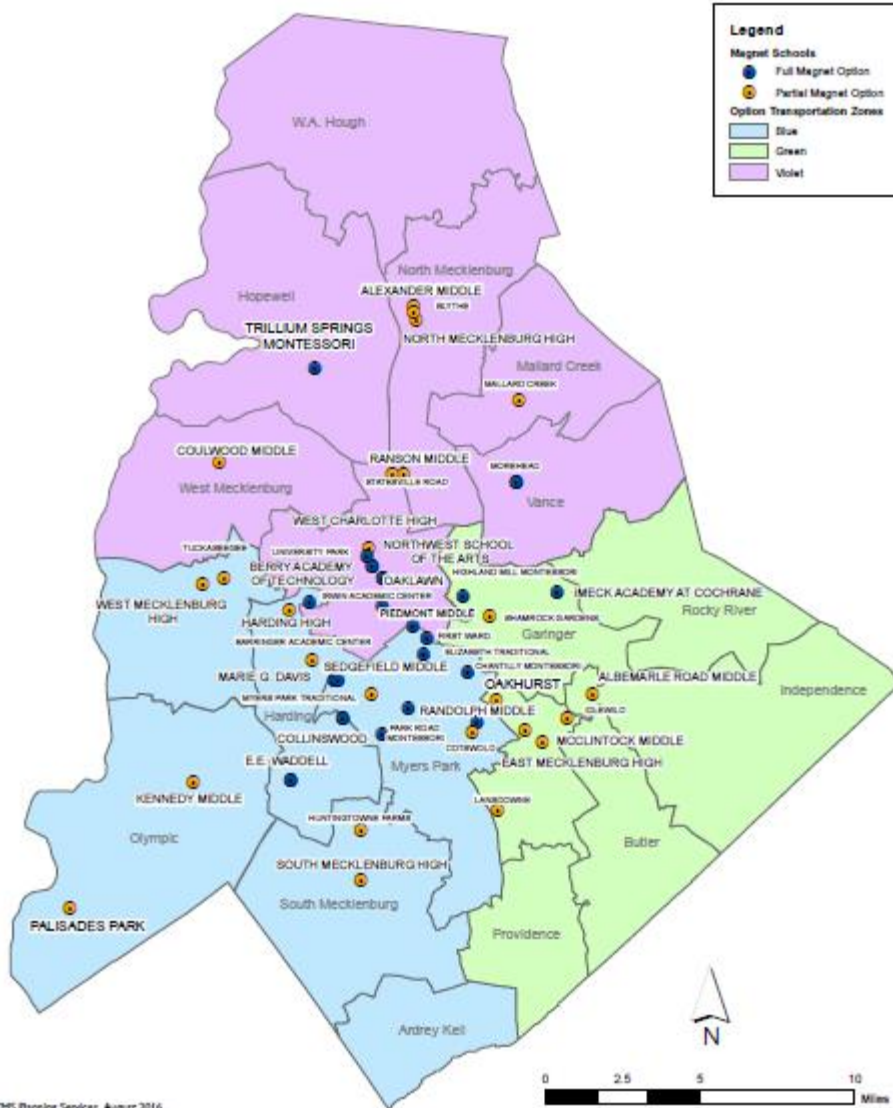 Legend
Magnet Schools
Full Magnet Option
Partial Magnet Option
Option Transportation Zones
Blue
Green
Violet
W.A. Hough
North Mecklenburg
Hopewell
ALEXANDER MIDDLE
BLYTHE
TRILLIUM SPRINGS
MONTESSORI
NORTH MECKLENBURG HIGH
Mallard Creek
MALLARD CREEK
COULWOOD MIDDLE
RANSON MIDDLE
STATESVILLE ROAD
MOREHEAD
West Mecklenburg
Vance
WEST CHARLOTTE HIGH
TUCKASEEGEE
UNIVERSITY PARK
NORTHWEST SCHOOL
OF THE ARTS
BERRY ACADEMY
OF TECHNOLOGY
OAKLAWN
HIGHLAND MILL MONTESSORI
IMECK ACADEMY AT COCHRANE
IRWIN ACADEMIC CENTER
WEST MECKLENBURG
HIGH
HARDING HIGH
PIEDMONT MIDDLE
SHAMROCK GARDENS
Rocky River
Garinger
FIRST WARD
BARRINGER ACADEMIC CENTER
ELIZABETH TRADITIONAL
SEDGEFIELD MIDDLE
CHANTILLY MONTESSORI
MARIE G. DAVIS
OAKHURST
ALBEMARLE ROAD MIDDLE
Independence
MYERS PARK TRADITIONAL
IDLEWILD
RANDOLPH MIDDLE
Harding
COLLINSWOOD
PARK ROAD
MONTESSORI
COTSWOLD
MCCLINTOCK MIDDLE
E.E. WADDELL
Myers Park
EAST MECKLENBURG HIGH
KENNEDY MIDDLE
LANSDOWNE
HUNTINGTOWNE FARMS
Olympic
Butler
SOUTH MECKLENBURG HIGH
South Mecklenburg
PALISADES PARK
Providence
Ardrey Kell
N
0 2.5 5 10
Miles
CMS Planning Services, August 2016